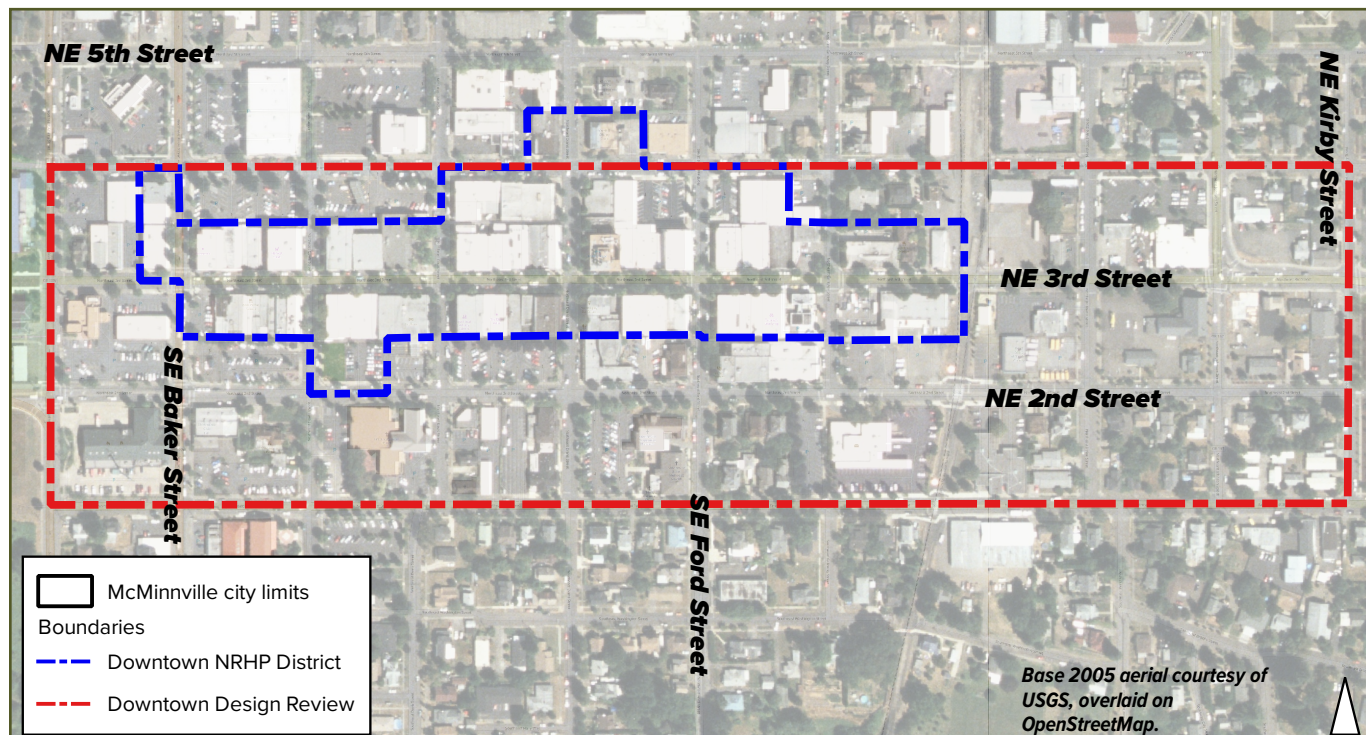 NE 5th Street
NE Kirby Street
NE 3rd Street
SE Baker Street
NE 2nd Street
SE Ford Street
McMinnville city limits
Boundaries
Downtown NRHP District
Downtown Design Review
Base 2005 aerial courtesy of
USGS, overlaid on
OpenStreetMap.